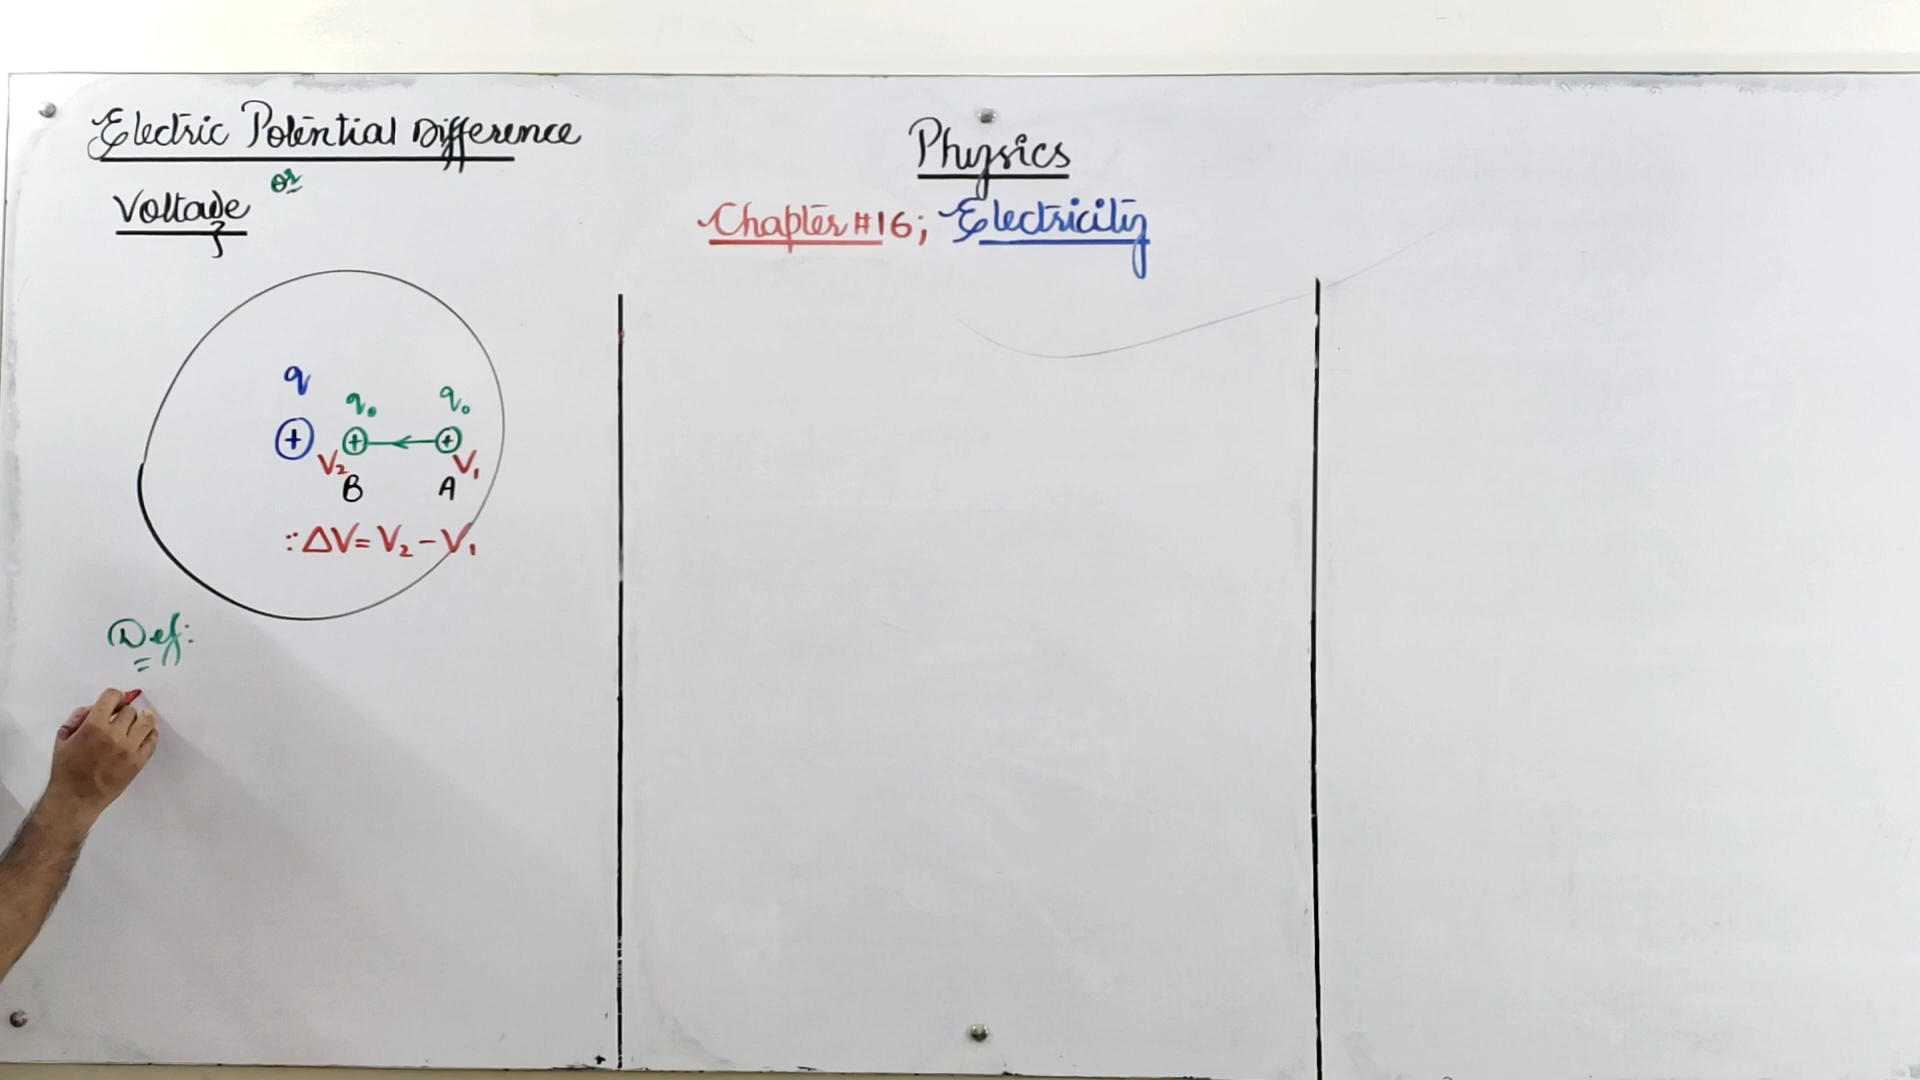 Electric Potential Difference
or
Voltage
Physics
Chapter #16; Electricity
q
q₀ q₀
+ + +
V₂ V₁
B A
∵ ΔV = V₂ - V₁
Def: